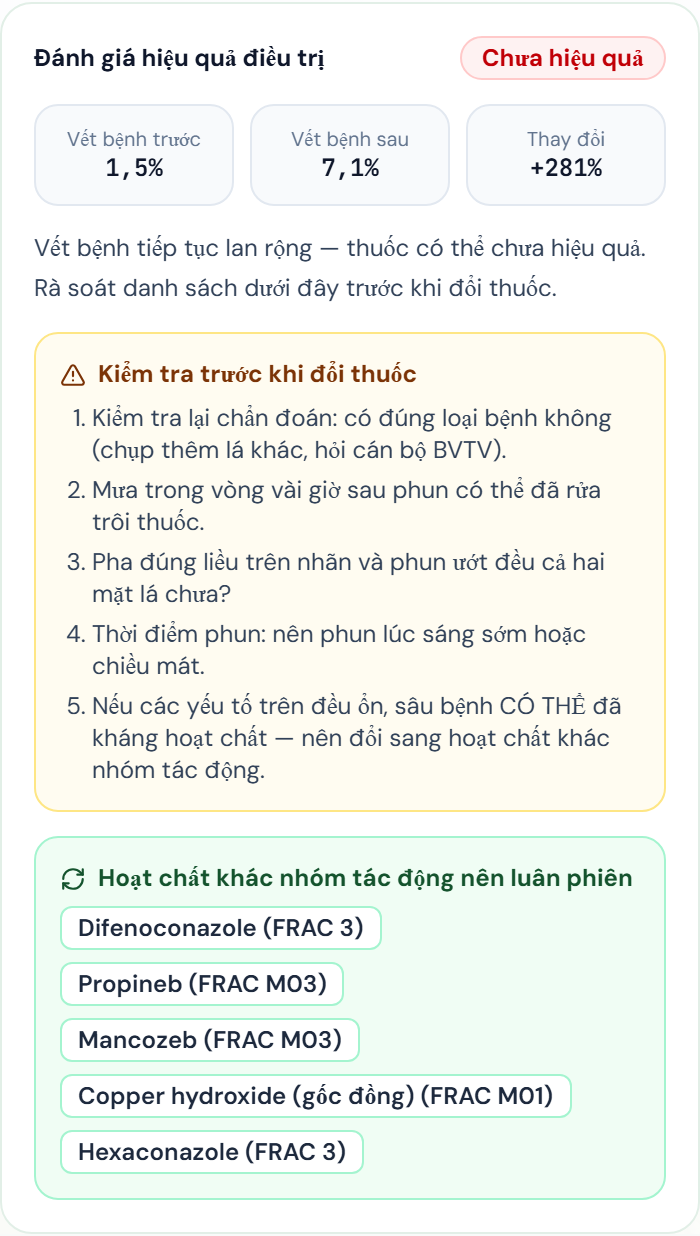 Đánh giá hiệu quả điều trị
Chưa hiệu quả
Vết bệnh trước
1,5%
Vết bệnh sau
7,1%
Thay đổi
+281%
Vết bệnh tiếp tục lan rộng — thuốc có thể chưa hiệu quả.
Rà soát danh sách dưới đây trước khi đổi thuốc.
Kiểm tra trước khi đổi thuốc
1. Kiểm tra lại chẩn đoán: có đúng loại bệnh không
(chụp thêm lá khác, hỏi cán bộ BVTV).
2. Mưa trong vòng vài giờ sau phun có thể đã rửa
trôi thuốc.
3. Pha đúng liều trên nhãn và phun ướt đều cả hai
mặt lá chưa?
4. Thời điểm phun: nên phun lúc sáng sớm hoặc
chiều mát.
5. Nếu các yếu tố trên đều ổn, sâu bệnh CÓ THỂ đã
kháng hoạt chất — nên đổi sang hoạt chất khác
nhóm tác động.
Hoạt chất khác nhóm tác động nên luân phiên
Difenoconazole (FRAC 3)
Propineb (FRAC M03)
Mancozeb (FRAC M03)
Copper hydroxide (gốc đồng) (FRAC M01)
Hexaconazole (FRAC 3)